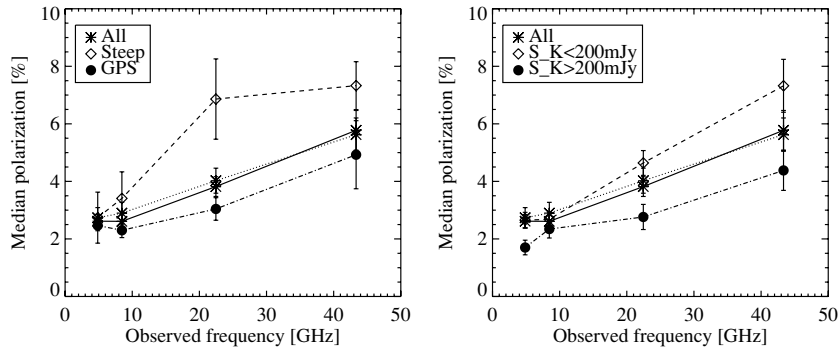 10
All
Steep
GPS
8
6
4
2
0
Median polarization [%]
0 10 20 30 40 50
Observed frequency [GHz]
10
All
S_K<200mJy
S_K>200mJy
8
6
4
2
0
Median polarization [%]
0 10 20 30 40 50
Observed frequency [GHz]